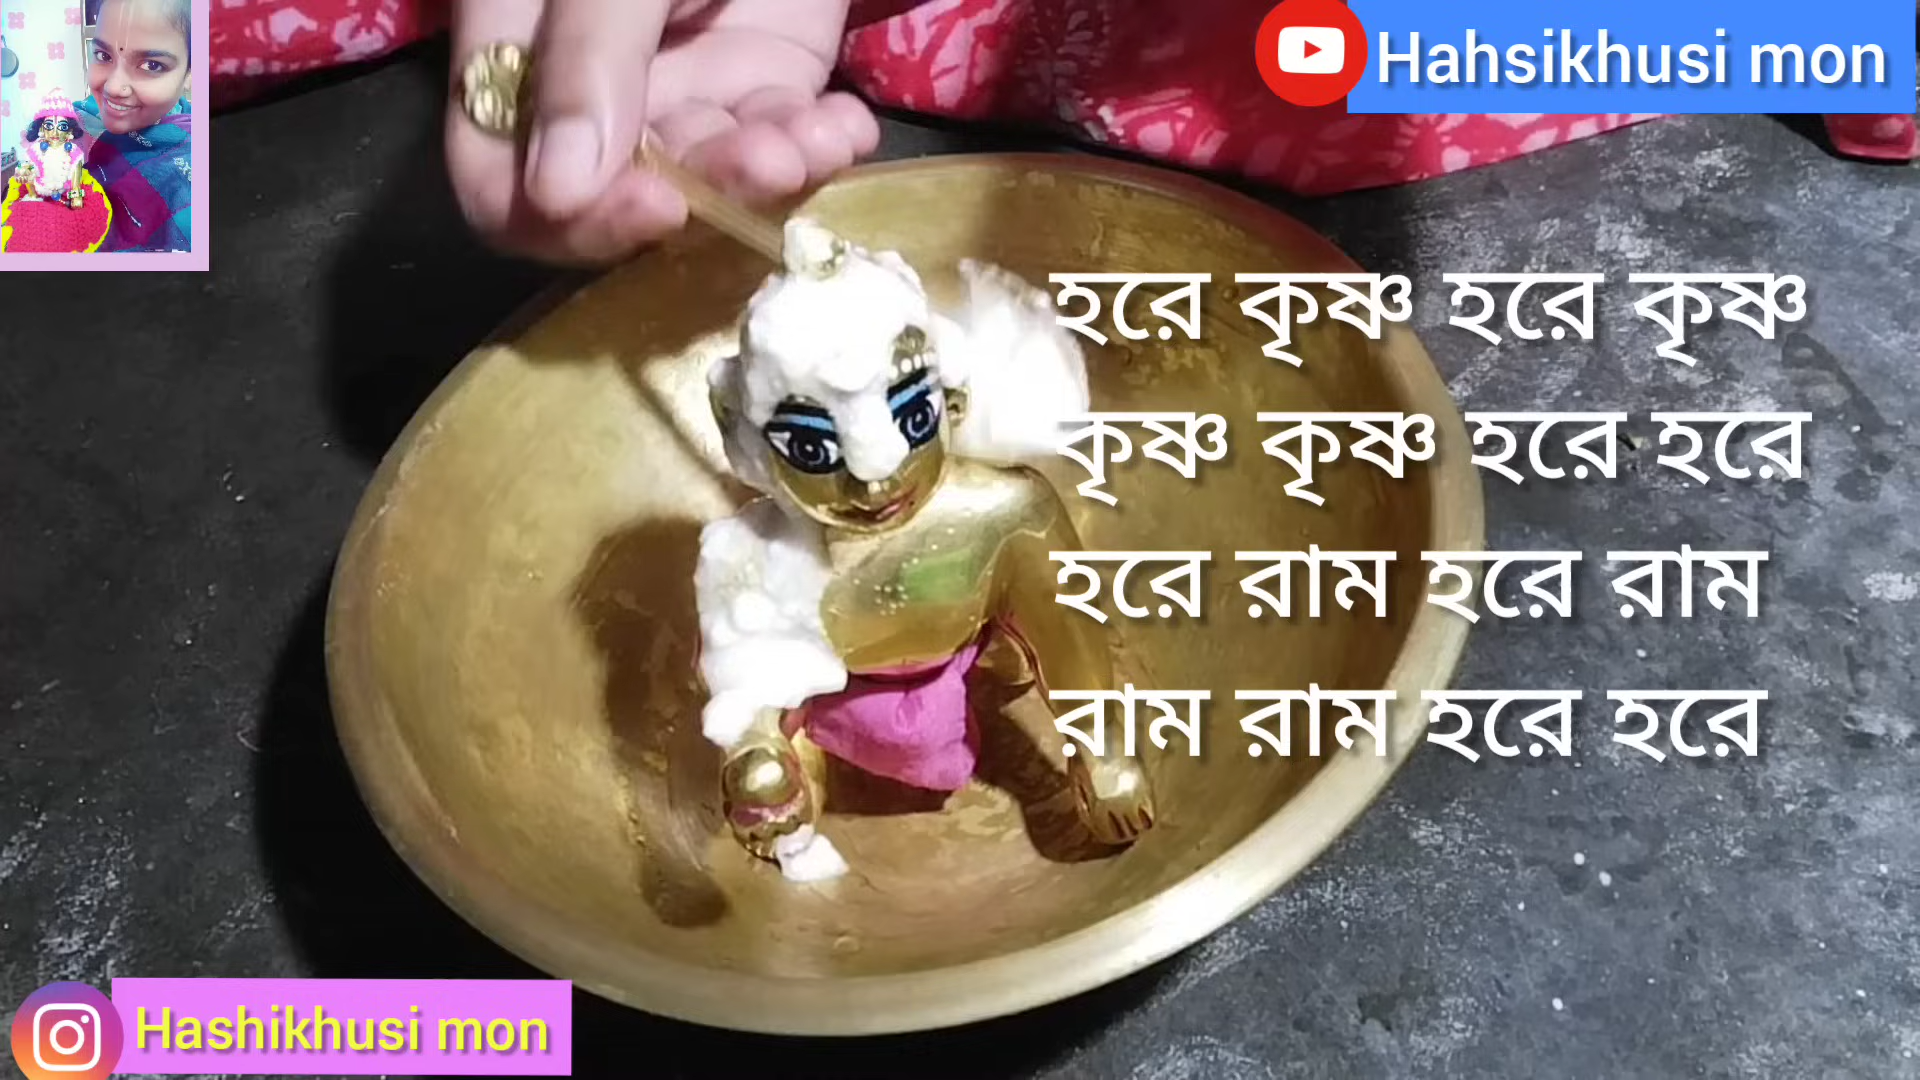 Hahsikhusi mon
হরে কৃষ্ণ হরে কৃষ্ণ
কৃষ্ণ কৃষ্ণ হরে হরে
হরে রাম হরে রাম
রাম রাম হরে হরে
Hashikhusi mon